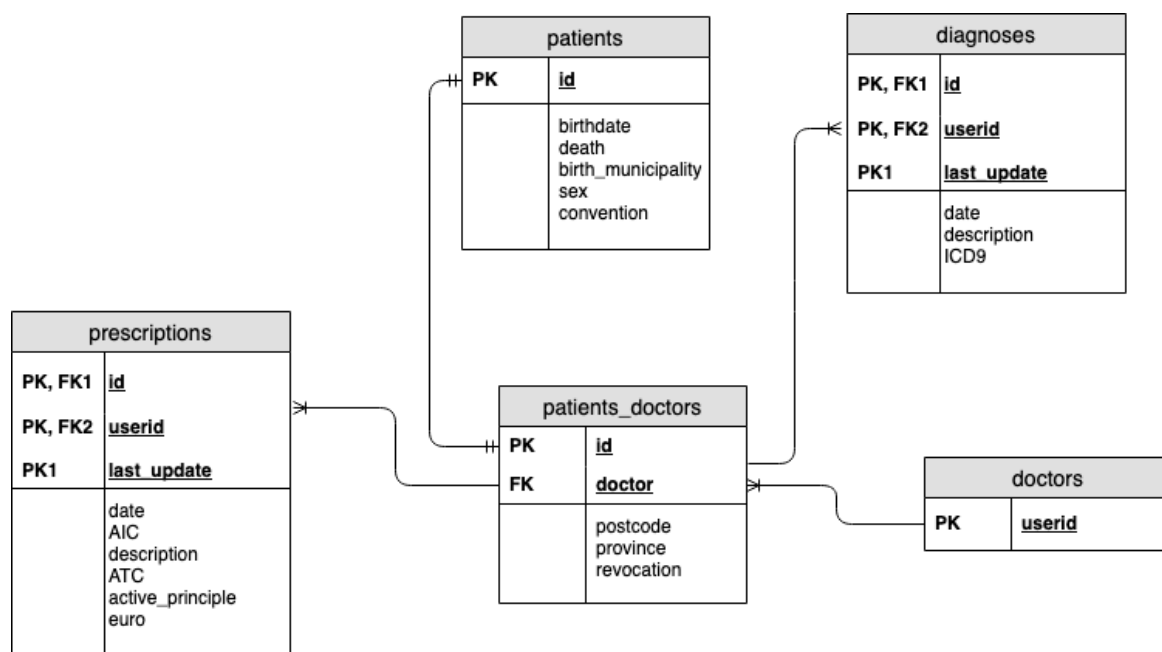 patients
PK id
birthdate
death
birth_municipality
sex
convention
diagnoses
PK, FK1 id
PK, FK2 userid
PK1 last_update
date
description
ICD9
prescriptions
PK, FK1 id
PK, FK2 userid
PK1 last_update
date
AIC
description
ATC
active_principle
euro
patients_doctors
PK id
FK doctor
postcode
province
revocation
doctors
PK userid